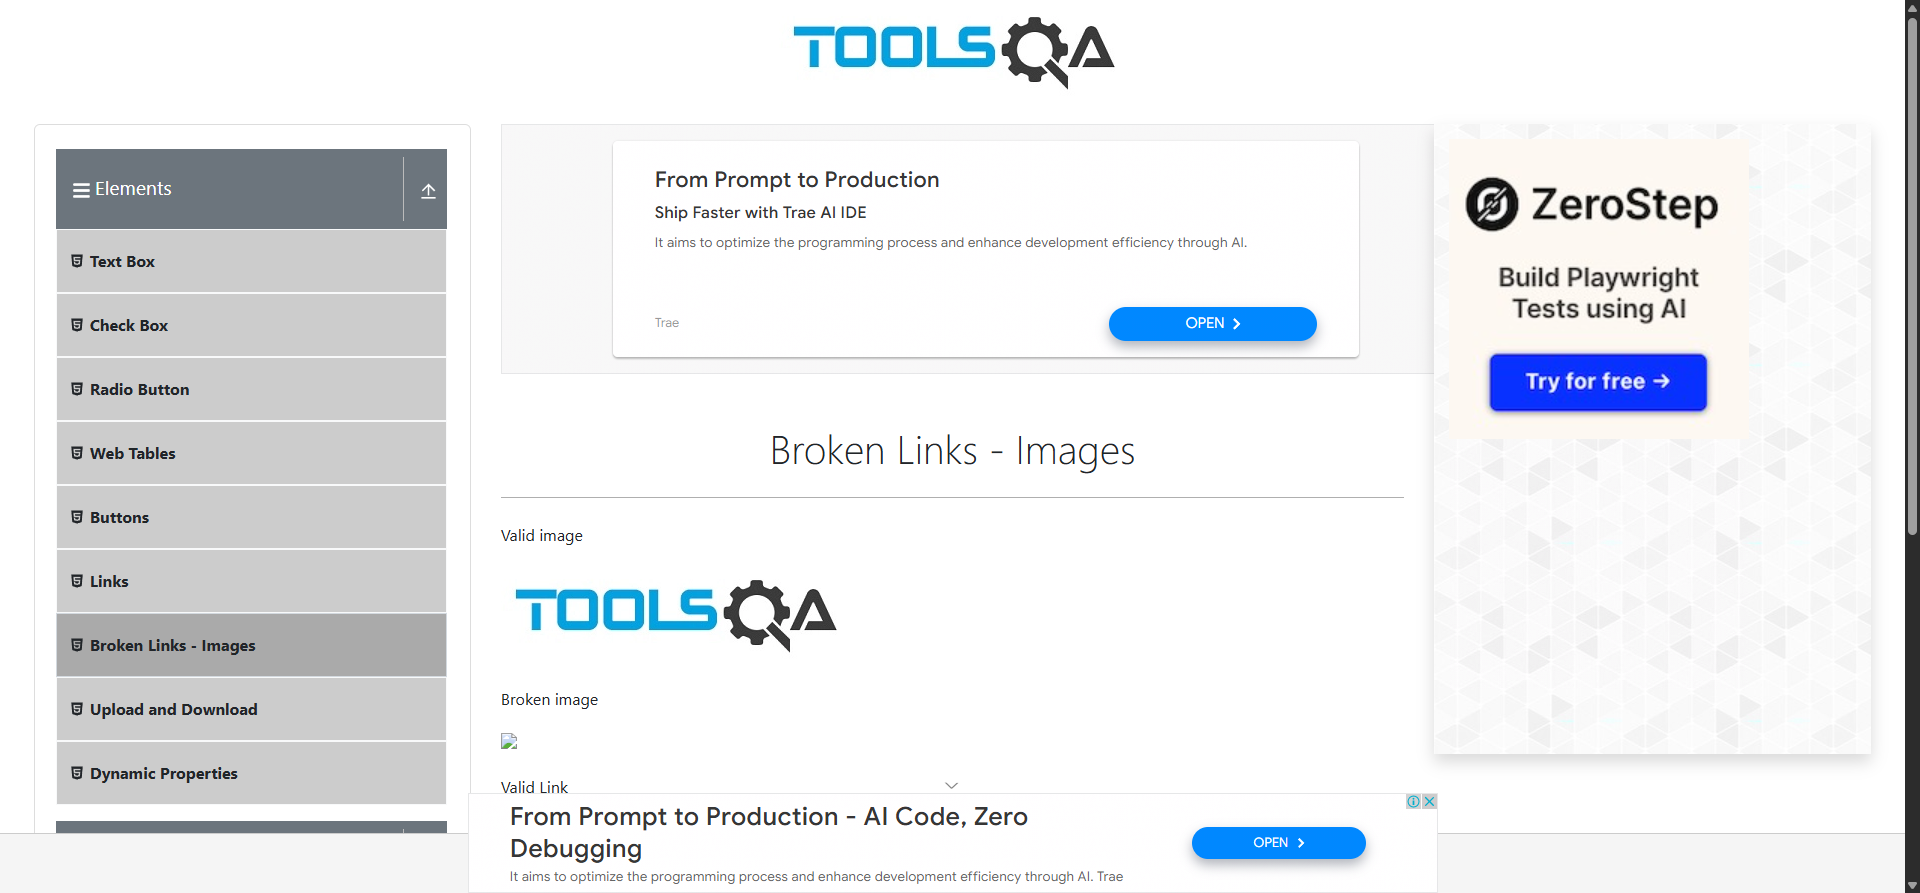 TOOLSQA
Elements
Text Box
Check Box
Radio Button
Web Tables
Buttons
Links
Broken Links - Images
Upload and Download
Dynamic Properties
From Prompt to Production
Ship Faster with Trae AI IDE
It aims to optimize the programming process and enhance development efficiency through AI.
Trae
OPEN
ZeroStep
Build Playwright
Tests using AI
Try for free →
Broken Links - Images
Valid image
TOOLSQA
Broken image
Valid Link
From Prompt to Production - AI Code, Zero
Debugging
It aims to optimize the programming process and enhance development efficiency through AI. Trae
OPEN